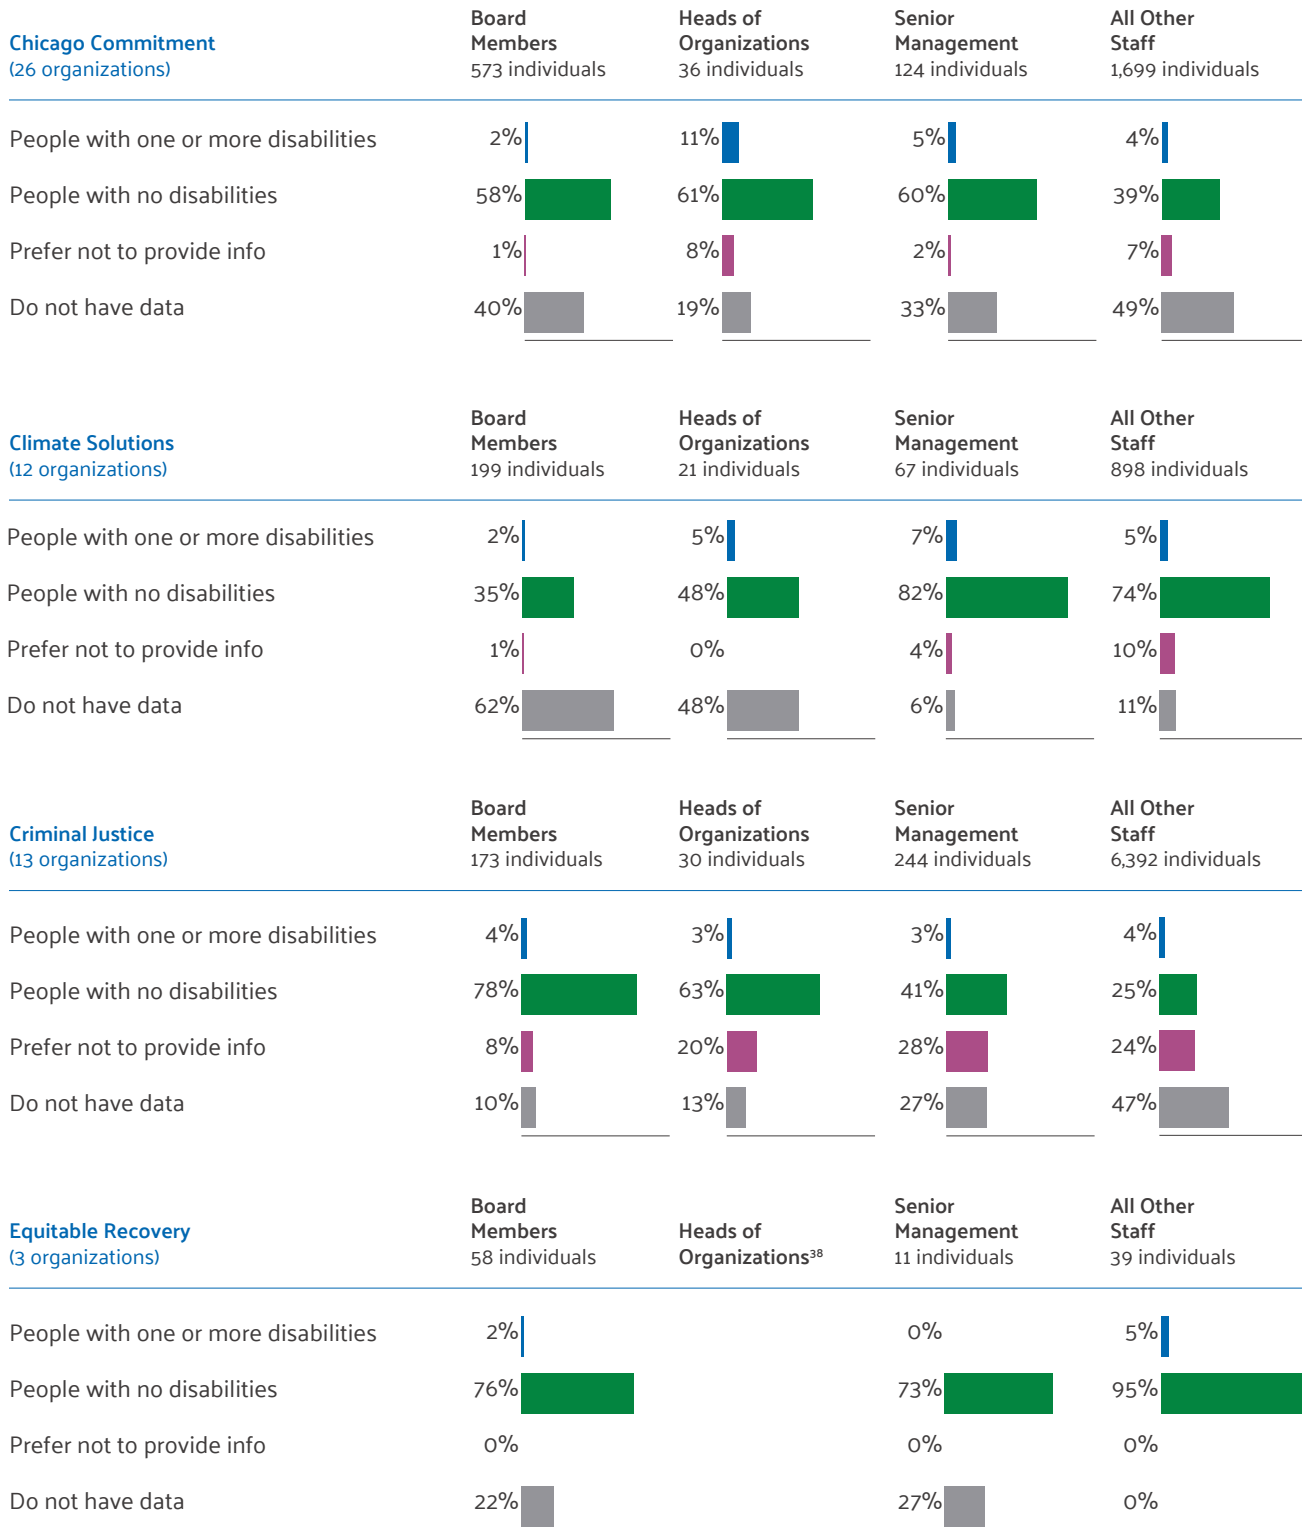 Board Members
573 individuals
Heads of Organizations
36 individuals
Senior Management
124 individuals
All Other Staff
1,699 individuals
Chicago Commitment
(26 organizations)
People with one or more disabilities 2% 11% 5% 4%
People with no disabilities 58% 61% 60% 39%
Prefer not to provide info 1% 8% 2% 7%
Do not have data 40% 19% 33% 49%
Board Members
199 individuals
Heads of Organizations
21 individuals
Senior Management
67 individuals
All Other Staff
898 individuals
Climate Solutions
(12 organizations)
People with one or more disabilities 2% 5% 7% 5%
People with no disabilities 35% 48% 82% 74%
Prefer not to provide info 1% 0% 4% 10%
Do not have data 62% 48% 6% 11%
Board Members
173 individuals
Heads of Organizations
30 individuals
Senior Management
244 individuals
All Other Staff
6,392 individuals
Criminal Justice
(13 organizations)
People with one or more disabilities 4% 3% 3% 4%
People with no disabilities 78% 63% 41% 25%
Prefer not to provide info 8% 20% 28% 24%
Do not have data 10% 13% 27% 47%
Board Members
58 individuals
Heads of Organizations³⁸
Senior Management
11 individuals
All Other Staff
39 individuals
Equitable Recovery
(3 organizations)
People with one or more disabilities 2% 0% 5%
People with no disabilities 76% 73% 95%
Prefer not to provide info 0% 0% 0%
Do not have data 22% 27% 0%